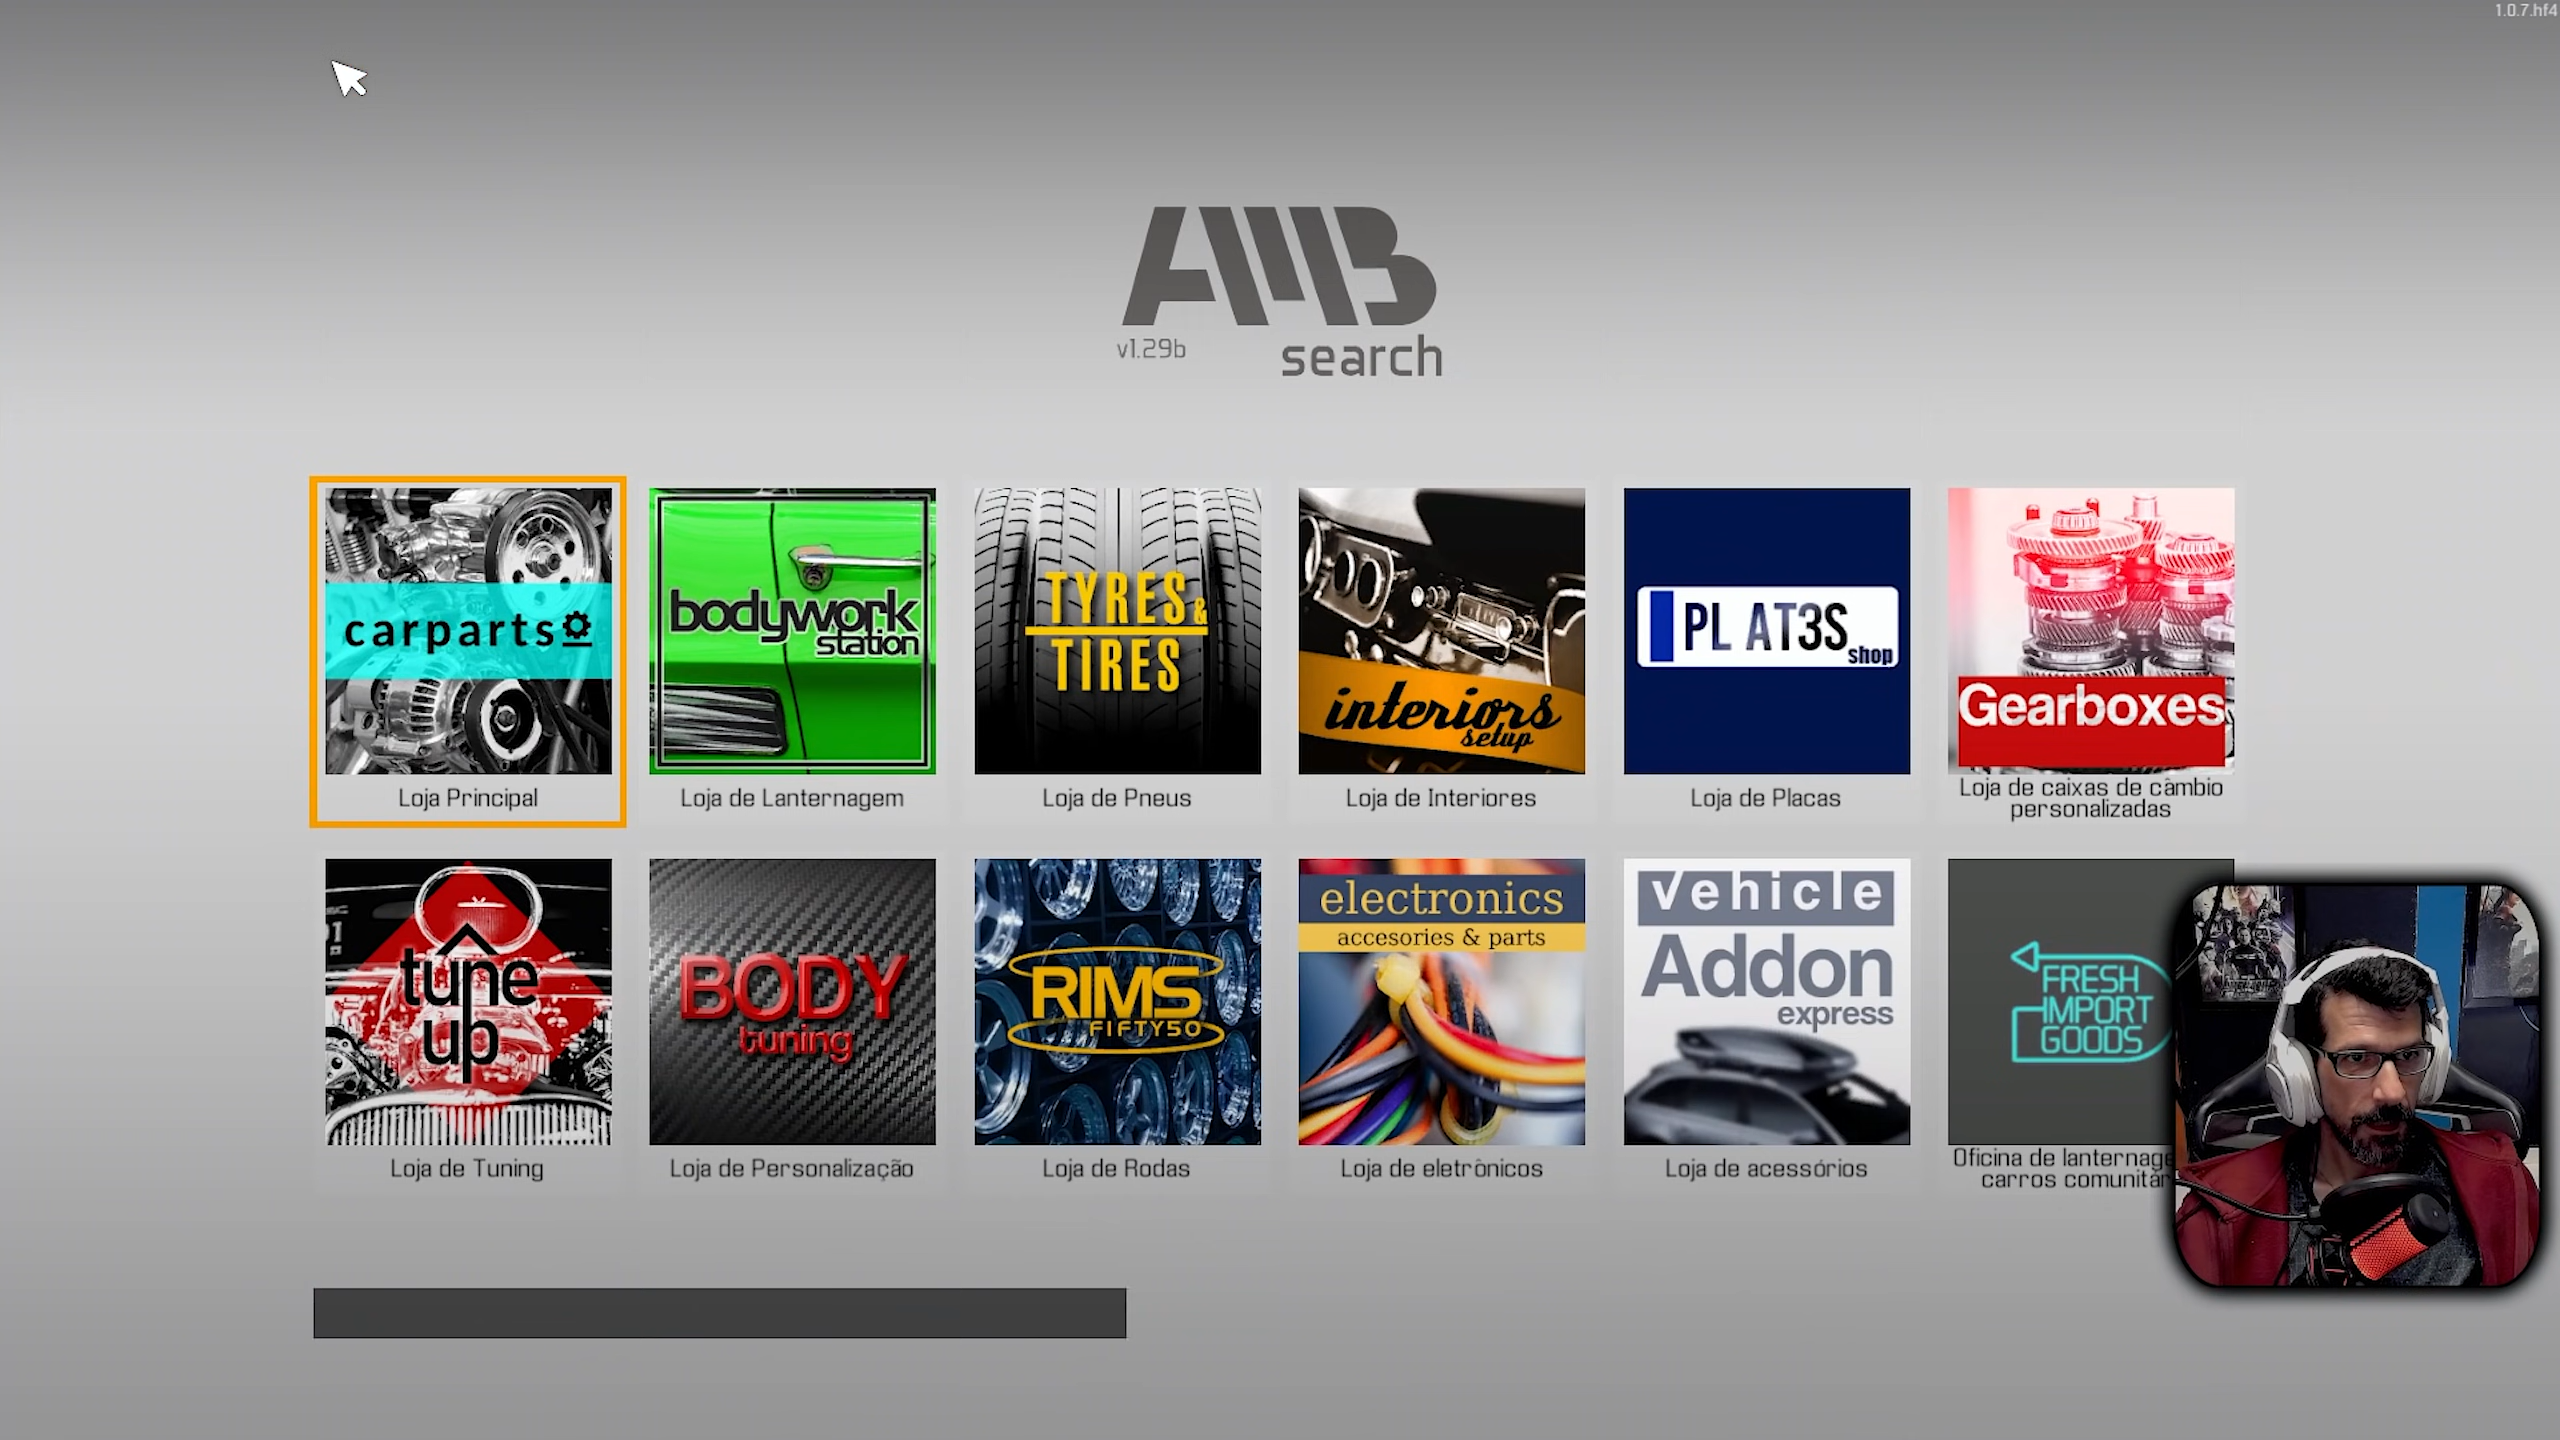 1.0.7.hf4
AMB
v1.29b
search
carparts
bodywork
station
TYRES &
TIRES
interiors
setup
PL AT3S
shop
Gearboxes
Loja Principal
Loja de Lanternagem
Loja de Pneus
Loja de Interiores
Loja de Placas
Loja de caixas de câmbio
personalizadas
tune
up
BODY
tuning
RIMS
FIFTY50
electronics
accesories & parts
vehicle
Addon
express
FRESH
IMPORT
GOODS
Loja de Tuning
Loja de Personalização
Loja de Rodas
Loja de eletrônicos
Loja de acessórios
Oficina de
carros